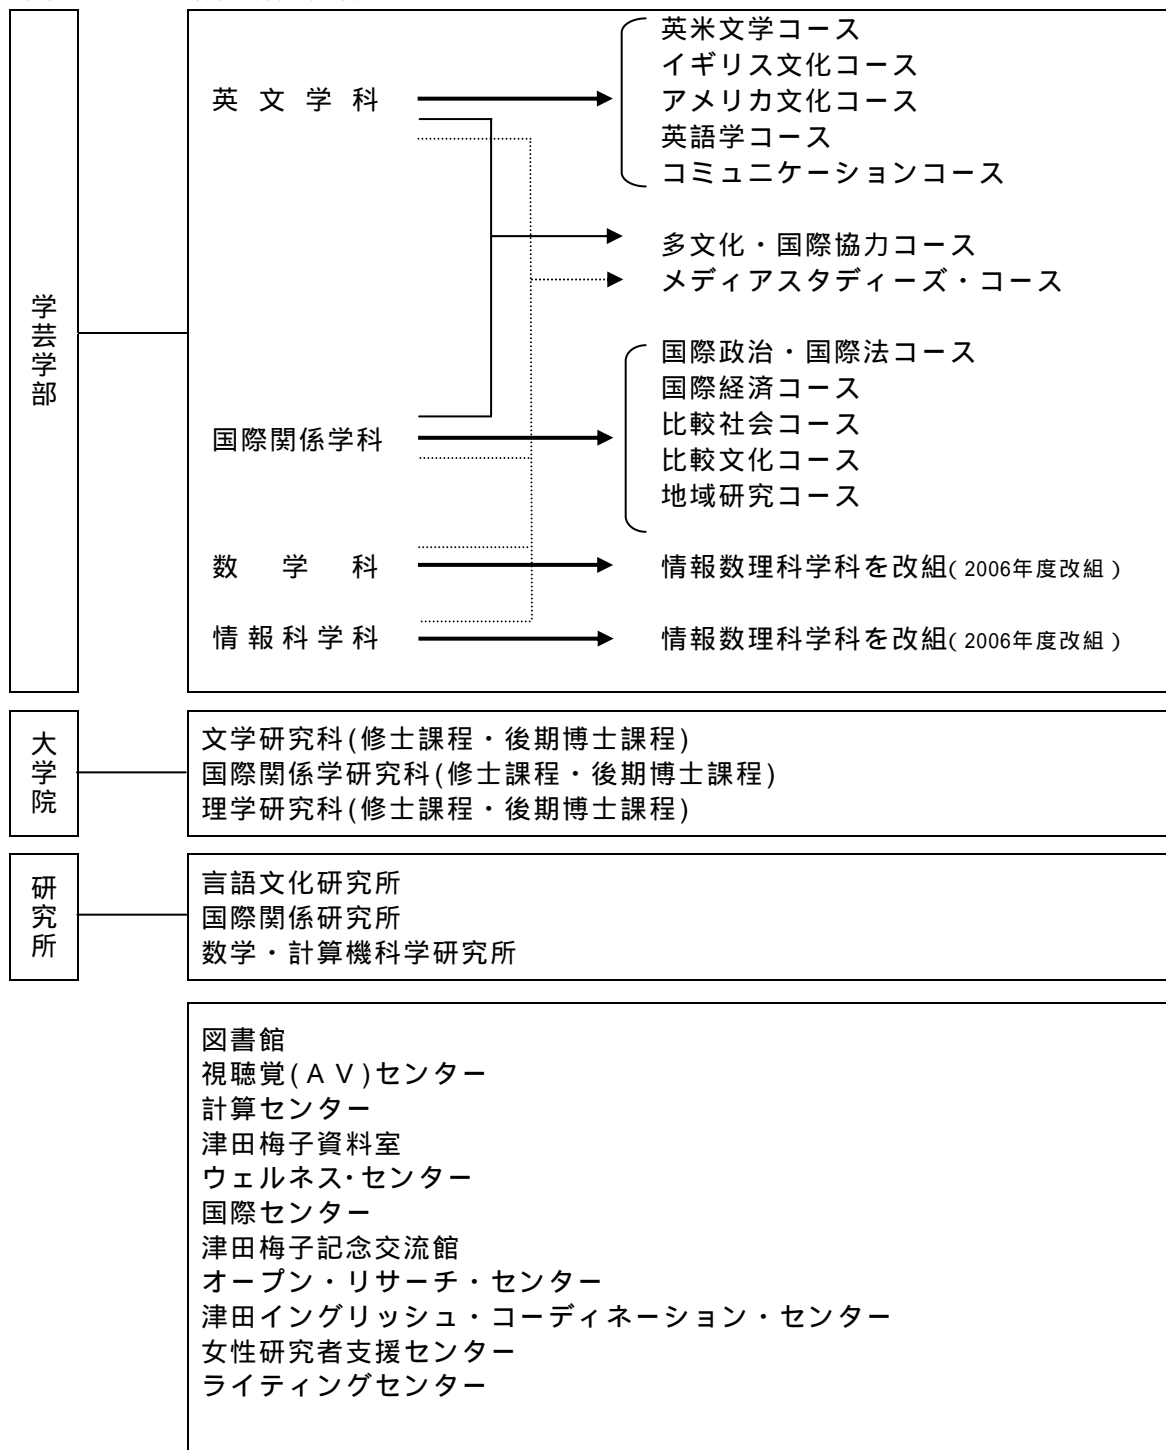 学芸学部
英文学科
英米文学コース
イギリス文化コース
アメリカ文化コース
英語学コース
コミュニケーションコース
多文化・国際協力コース
メディアスタディーズ・コース
国際関係学科
国際政治・国際法コース
国際経済コース
比較社会コース
比較文化コース
地域研究コース
数学科
情報数理科学科を改組(2006年度改組)
情報科学科
情報数理科学科を改組(2006年度改組)
大学院
文学研究科(修士課程・後期博士課程)
国際関係学研究科(修士課程・後期博士課程)
理学研究科(修士課程・後期博士課程)
研究所
言語文化研究所
国際関係研究所
数学・計算機科学研究所
図書館
視聴覚(AV)センター
計算センター
津田梅子資料室
ウェルネス・センター
国際センター
津田梅子記念交流館
オープン・リサーチ・センター
津田イングリッシュ・コーディネーション・センター
女性研究者支援センター
ライティングセンター